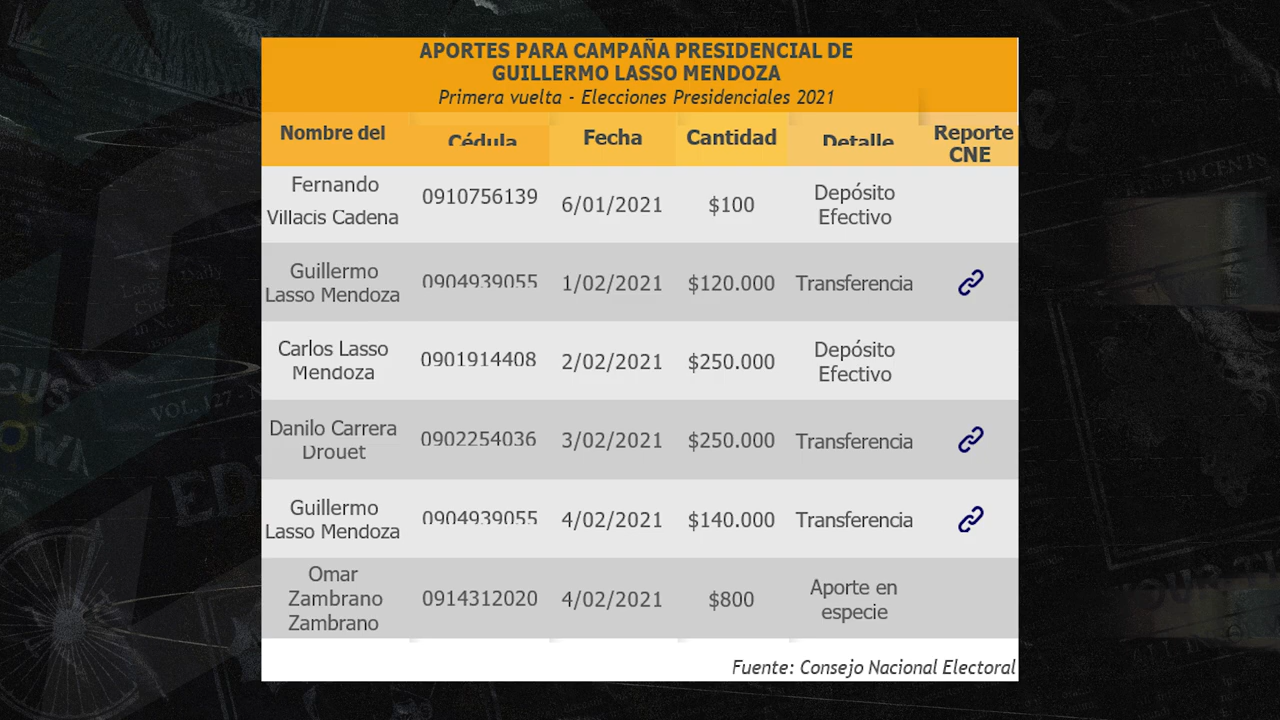 APORTES PARA CAMPAÑA PRESIDENCIAL DE
GUILLERMO LASSO MENDOZA
Primera vuelta - Elecciones Presidenciales 2021
Nombre del Cédula Fecha Cantidad Detalle Reporte CNE
Fernando Villacis Cadena 0910756139 6/01/2021 $100 Depósito Efectivo
Guillermo Lasso Mendoza 0904939055 1/02/2021 $120.000 Transferencia
Carlos Lasso Mendoza 0901914408 2/02/2021 $250.000 Depósito Efectivo
Danilo Carrera Drouet 0902254036 3/02/2021 $250.000 Transferencia
Guillermo Lasso Mendoza 0904939055 4/02/2021 $140.000 Transferencia
Omar Zambrano Zambrano 0914312020 4/02/2021 $800 Aporte en especie
Fuente: Consejo Nacional Electoral
VOL. 127
10 CENTS